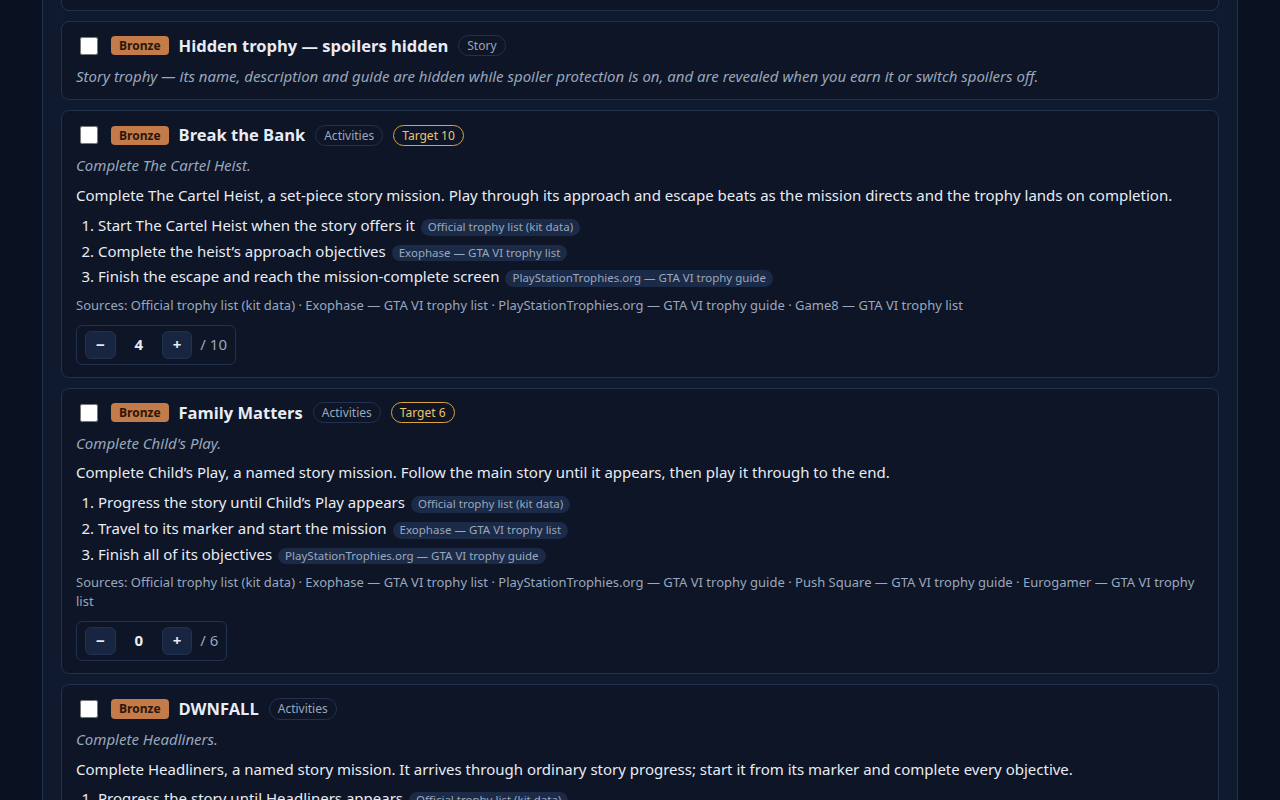 Bronze Hidden trophy — spoilers hidden Story
Story trophy — its name, description and guide are hidden while spoiler protection is on, and are revealed when you earn it or switch spoilers off.
Bronze Break the Bank Activities Target 10
Complete The Cartel Heist.
Complete The Cartel Heist, a set-piece story mission. Play through its approach and escape beats as the mission directs and the trophy lands on completion.
1. Start The Cartel Heist when the story offers it Official trophy list (kit data)
2. Complete the heist’s approach objectives Exophase — GTA VI trophy list
3. Finish the escape and reach the mission-complete screen PlayStationTrophies.org — GTA VI trophy guide
Sources: Official trophy list (kit data) · Exophase — GTA VI trophy list · PlayStationTrophies.org — GTA VI trophy guide · Game8 — GTA VI trophy list
− 4 + / 10
Bronze Family Matters Activities Target 6
Complete Child’s Play.
Complete Child’s Play, a named story mission. Follow the main story until it appears, then play it through to the end.
1. Progress the story until Child’s Play appears Official trophy list (kit data)
2. Travel to its marker and start the mission Exophase — GTA VI trophy list
3. Finish all of its objectives PlayStationTrophies.org — GTA VI trophy guide
Sources: Official trophy list (kit data) · Exophase — GTA VI trophy list · PlayStationTrophies.org — GTA VI trophy guide · Push Square — GTA VI trophy guide · Eurogamer — GTA VI trophy
list
− 0 + / 6
Bronze DWNFALL Activities
Complete Headliners.
Complete Headliners, a named story mission. It arrives through ordinary story progress; start it from its marker and complete every objective.
1. Progress the story until Headliners appears Official trophy list (kit data)